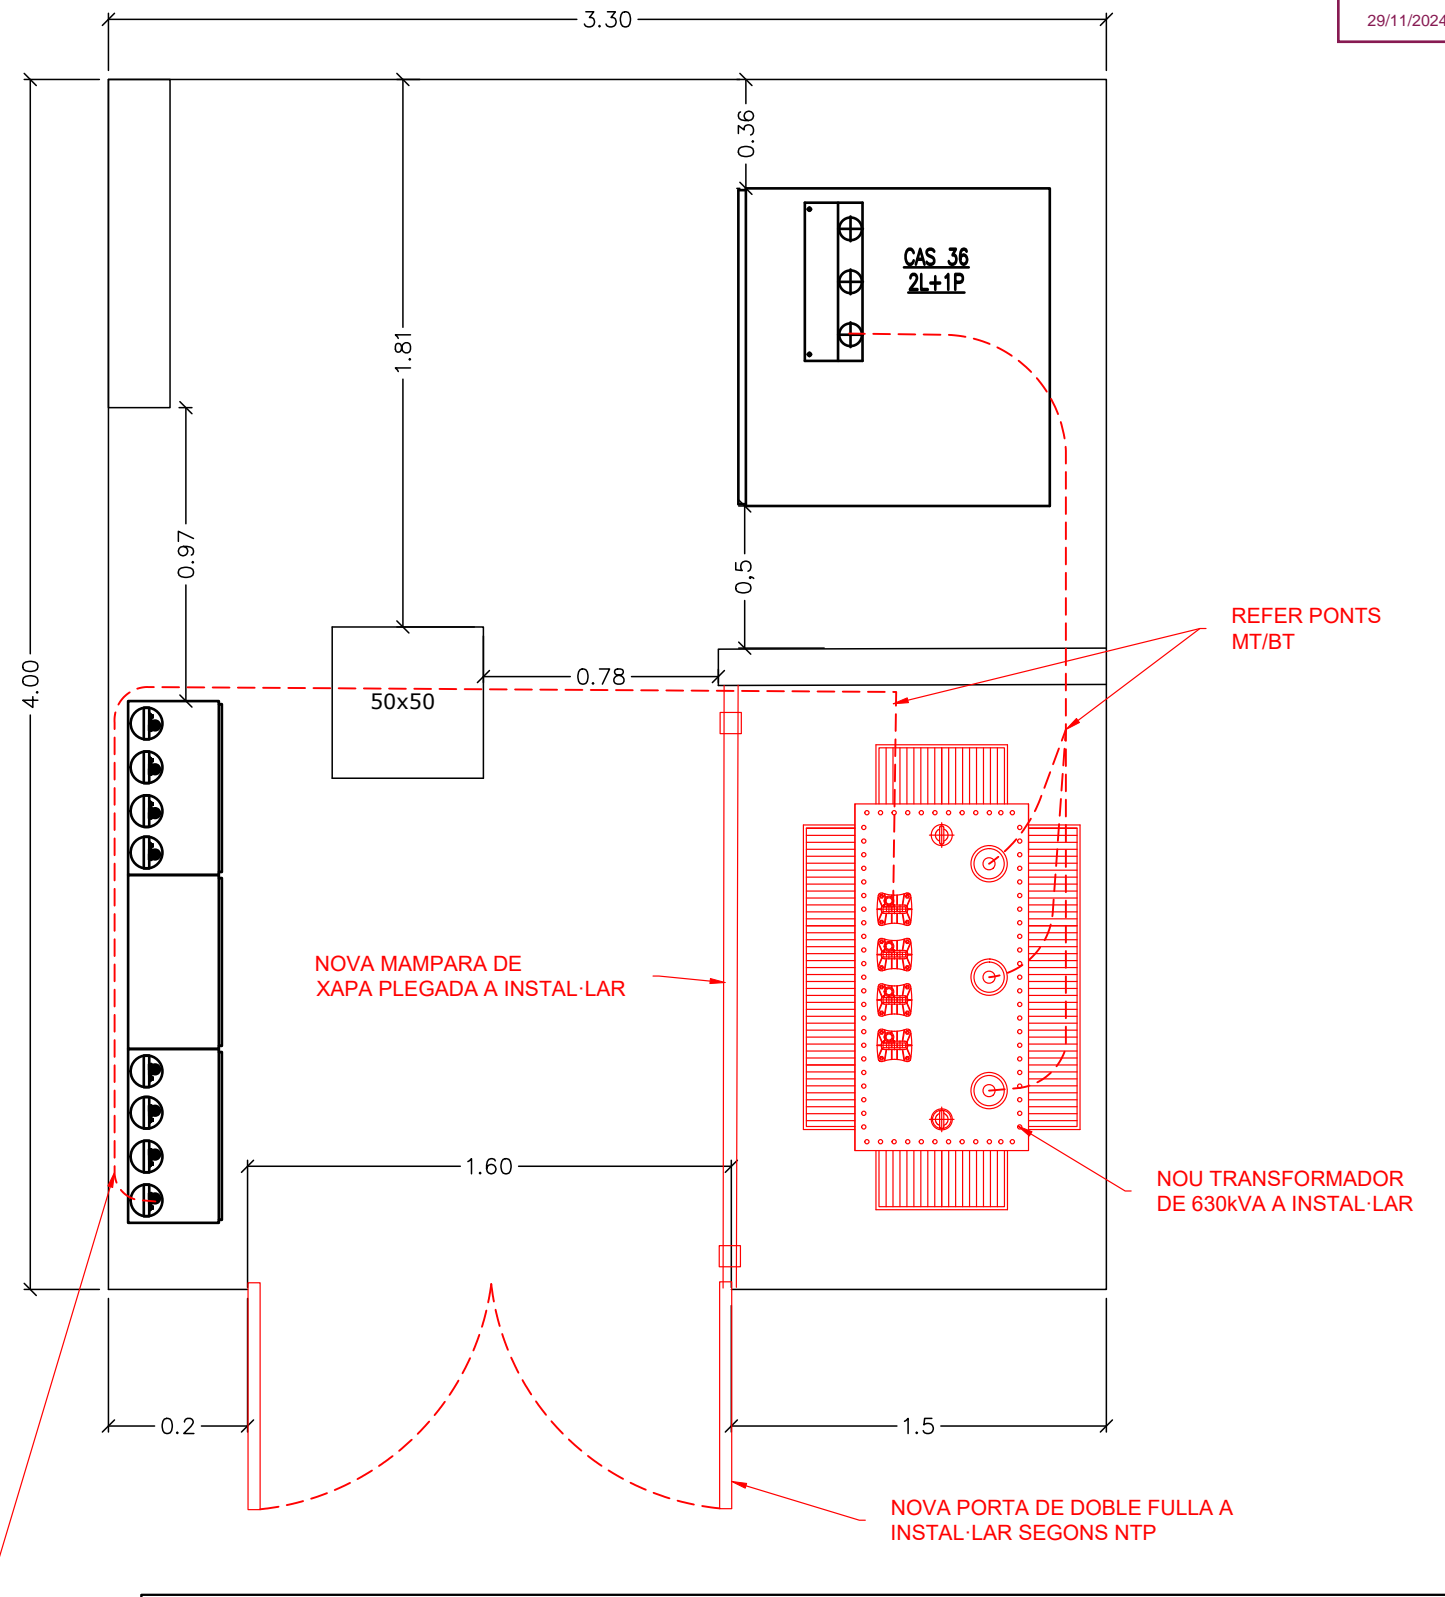 3.30
29/11/2024
0.36
CAS 36
2L+1P
1.81
0.97
0,5
REFER PONTS
MT/BT
4.00
0.78
50x50
NOVA MAMPARA DE
XAPA PLEGADA A INSTAL·LAR
1.60
NOU TRANSFORMADOR
DE 630kVA A INSTAL·LAR
0.2
1.5
NOVA PORTA DE DOBLE FULLA A
INSTAL·LAR SEGONS NTP